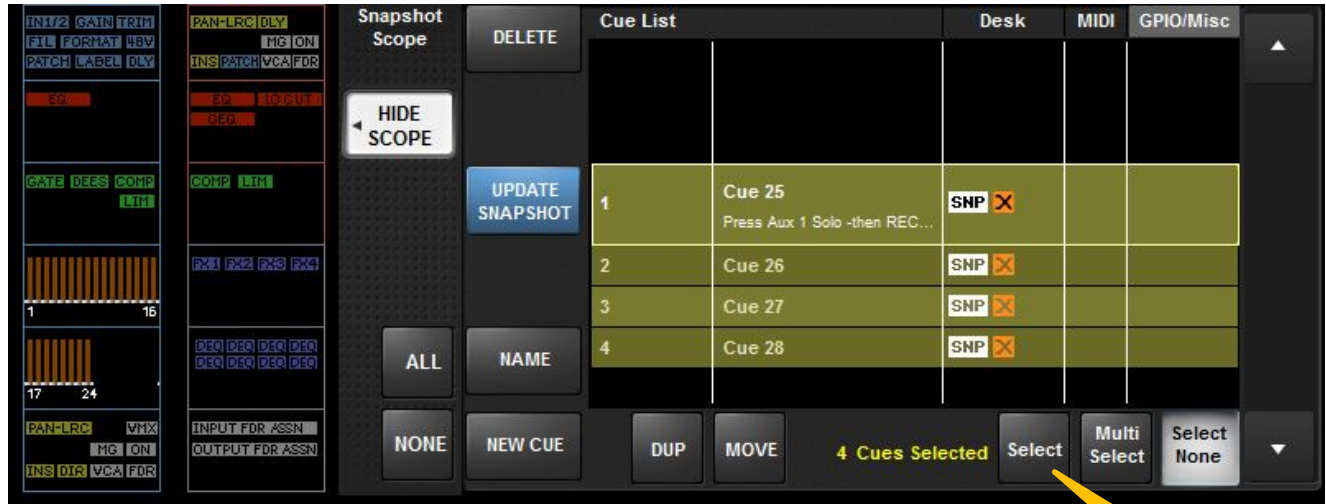 IN1/2 GAIN TRIM
FIL FORMAT 48V
PATCH LABEL DLY
EQ
GATE DEES COMP
LIM
1 16
17 24
PAN-LRC VMX
MG ON
INS DIR VCA FDR
PAN-LRC DLY
MG ON
INS PATCH VCA FDR
EQ LO CUT
GEQ
COMP LIM
FX1 FX2 FX3 FX4
DEQ DEQ DEQ DEQ
DEQ DEQ DEQ DEQ
INPUT FDR ASSN
OUTPUT FDR ASSN
Snapshot
Scope
HIDE
SCOPE
ALL
NONE
DELETE
UPDATE
SNAPSHOT
NAME
NEW CUE
Cue List Desk MIDI GPIO/Misc
1 Cue 25 SNP X
Press Aux 1 Solo -then REC...
2 Cue 26 SNP X
3 Cue 27 SNP X
4 Cue 28 SNP X
DUP MOVE 4 Cues Selected Select
Multi
Select
Select
None